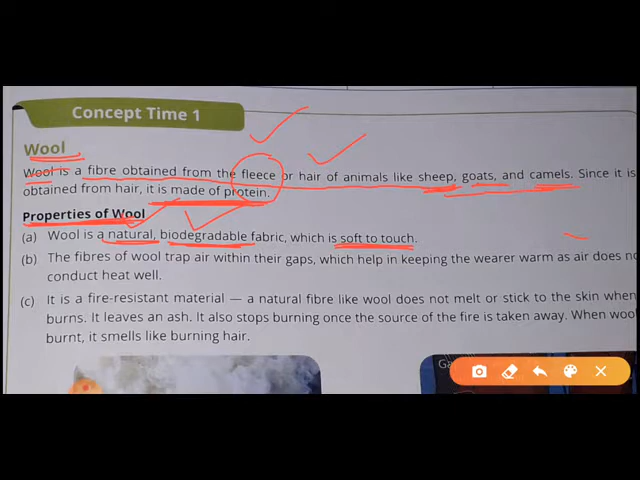 Concept Time 1
Wool
Wool is a fibre obtained from the fleece or hair of animals like sheep, goats, and camels. Since it is
obtained from hair, it is made of protein.
Properties of Wool
(a) Wool is a natural, biodegradable fabric, which is soft to touch.
(b) The fibres of wool trap air within their gaps, which help in keeping the wearer warm as air does no
conduct heat well.
(c) It is a fire-resistant material — a natural fibre like wool does not melt or stick to the skin when
burns. It leaves an ash. It also stops burning once the source of the fire is taken away. When woo
burnt, it smells like burning hair.
Ga